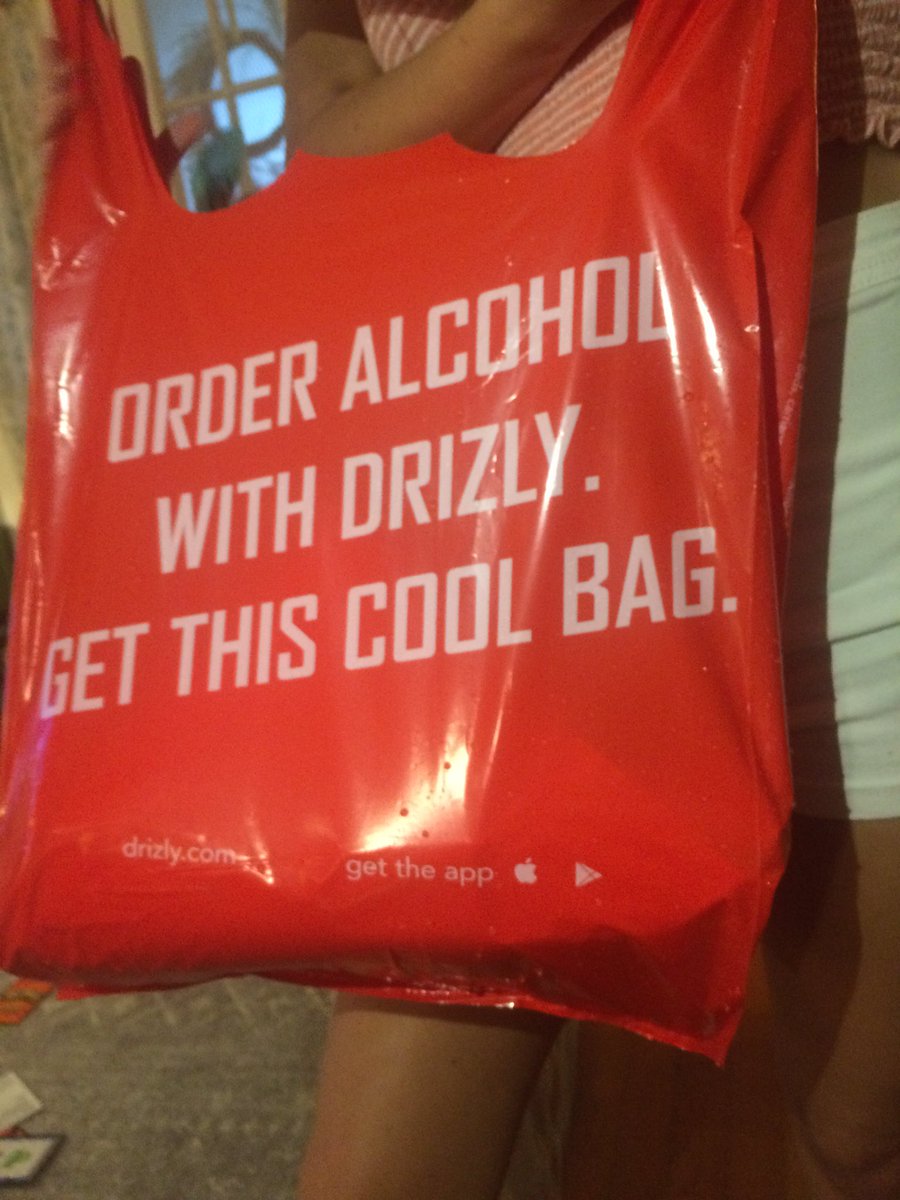 ORDER ALCOHOL
WITH DRIZLY.
GET THIS COOL BAG.
drizly.com
get the app